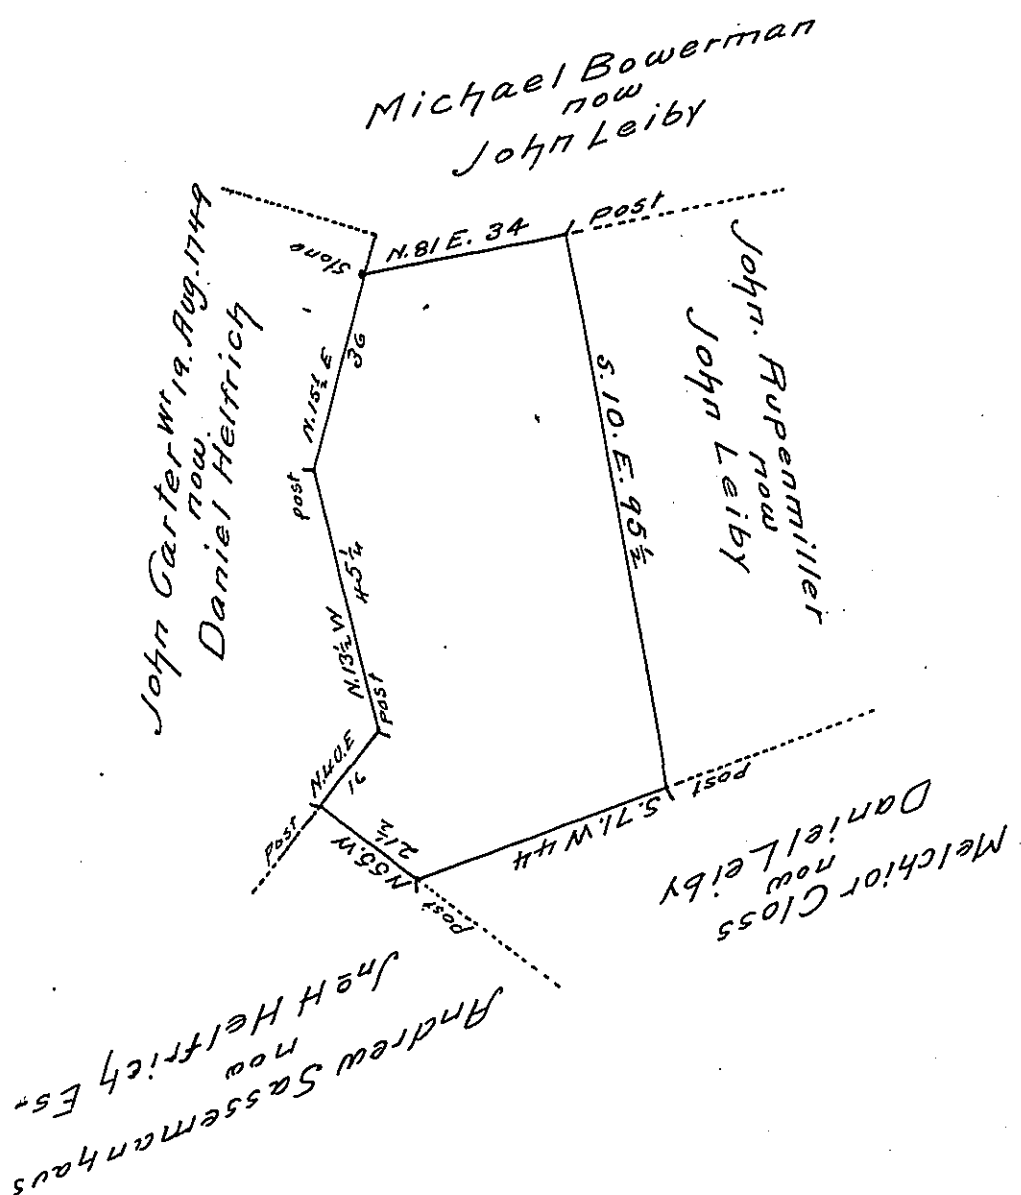 Michael Bowerman
now
John Leiby
Post
N. 81 E. 34
Stone
John Carter Wt 19. Aug. 1749
now.
Daniel Helfrich
N. 15½ E
36
post
45¼
N. 13½ W
Post
N. 40. E
16
Post
21½
N 55 W
Post
S. 71. W 44
Post
S. 10. E. 95½
John. Rupenmiller
now
John Leiby
Melchior Closs
now
Daniel Leiby
Andrew Sassemanhaus
now
Jno H Helfrich Es.